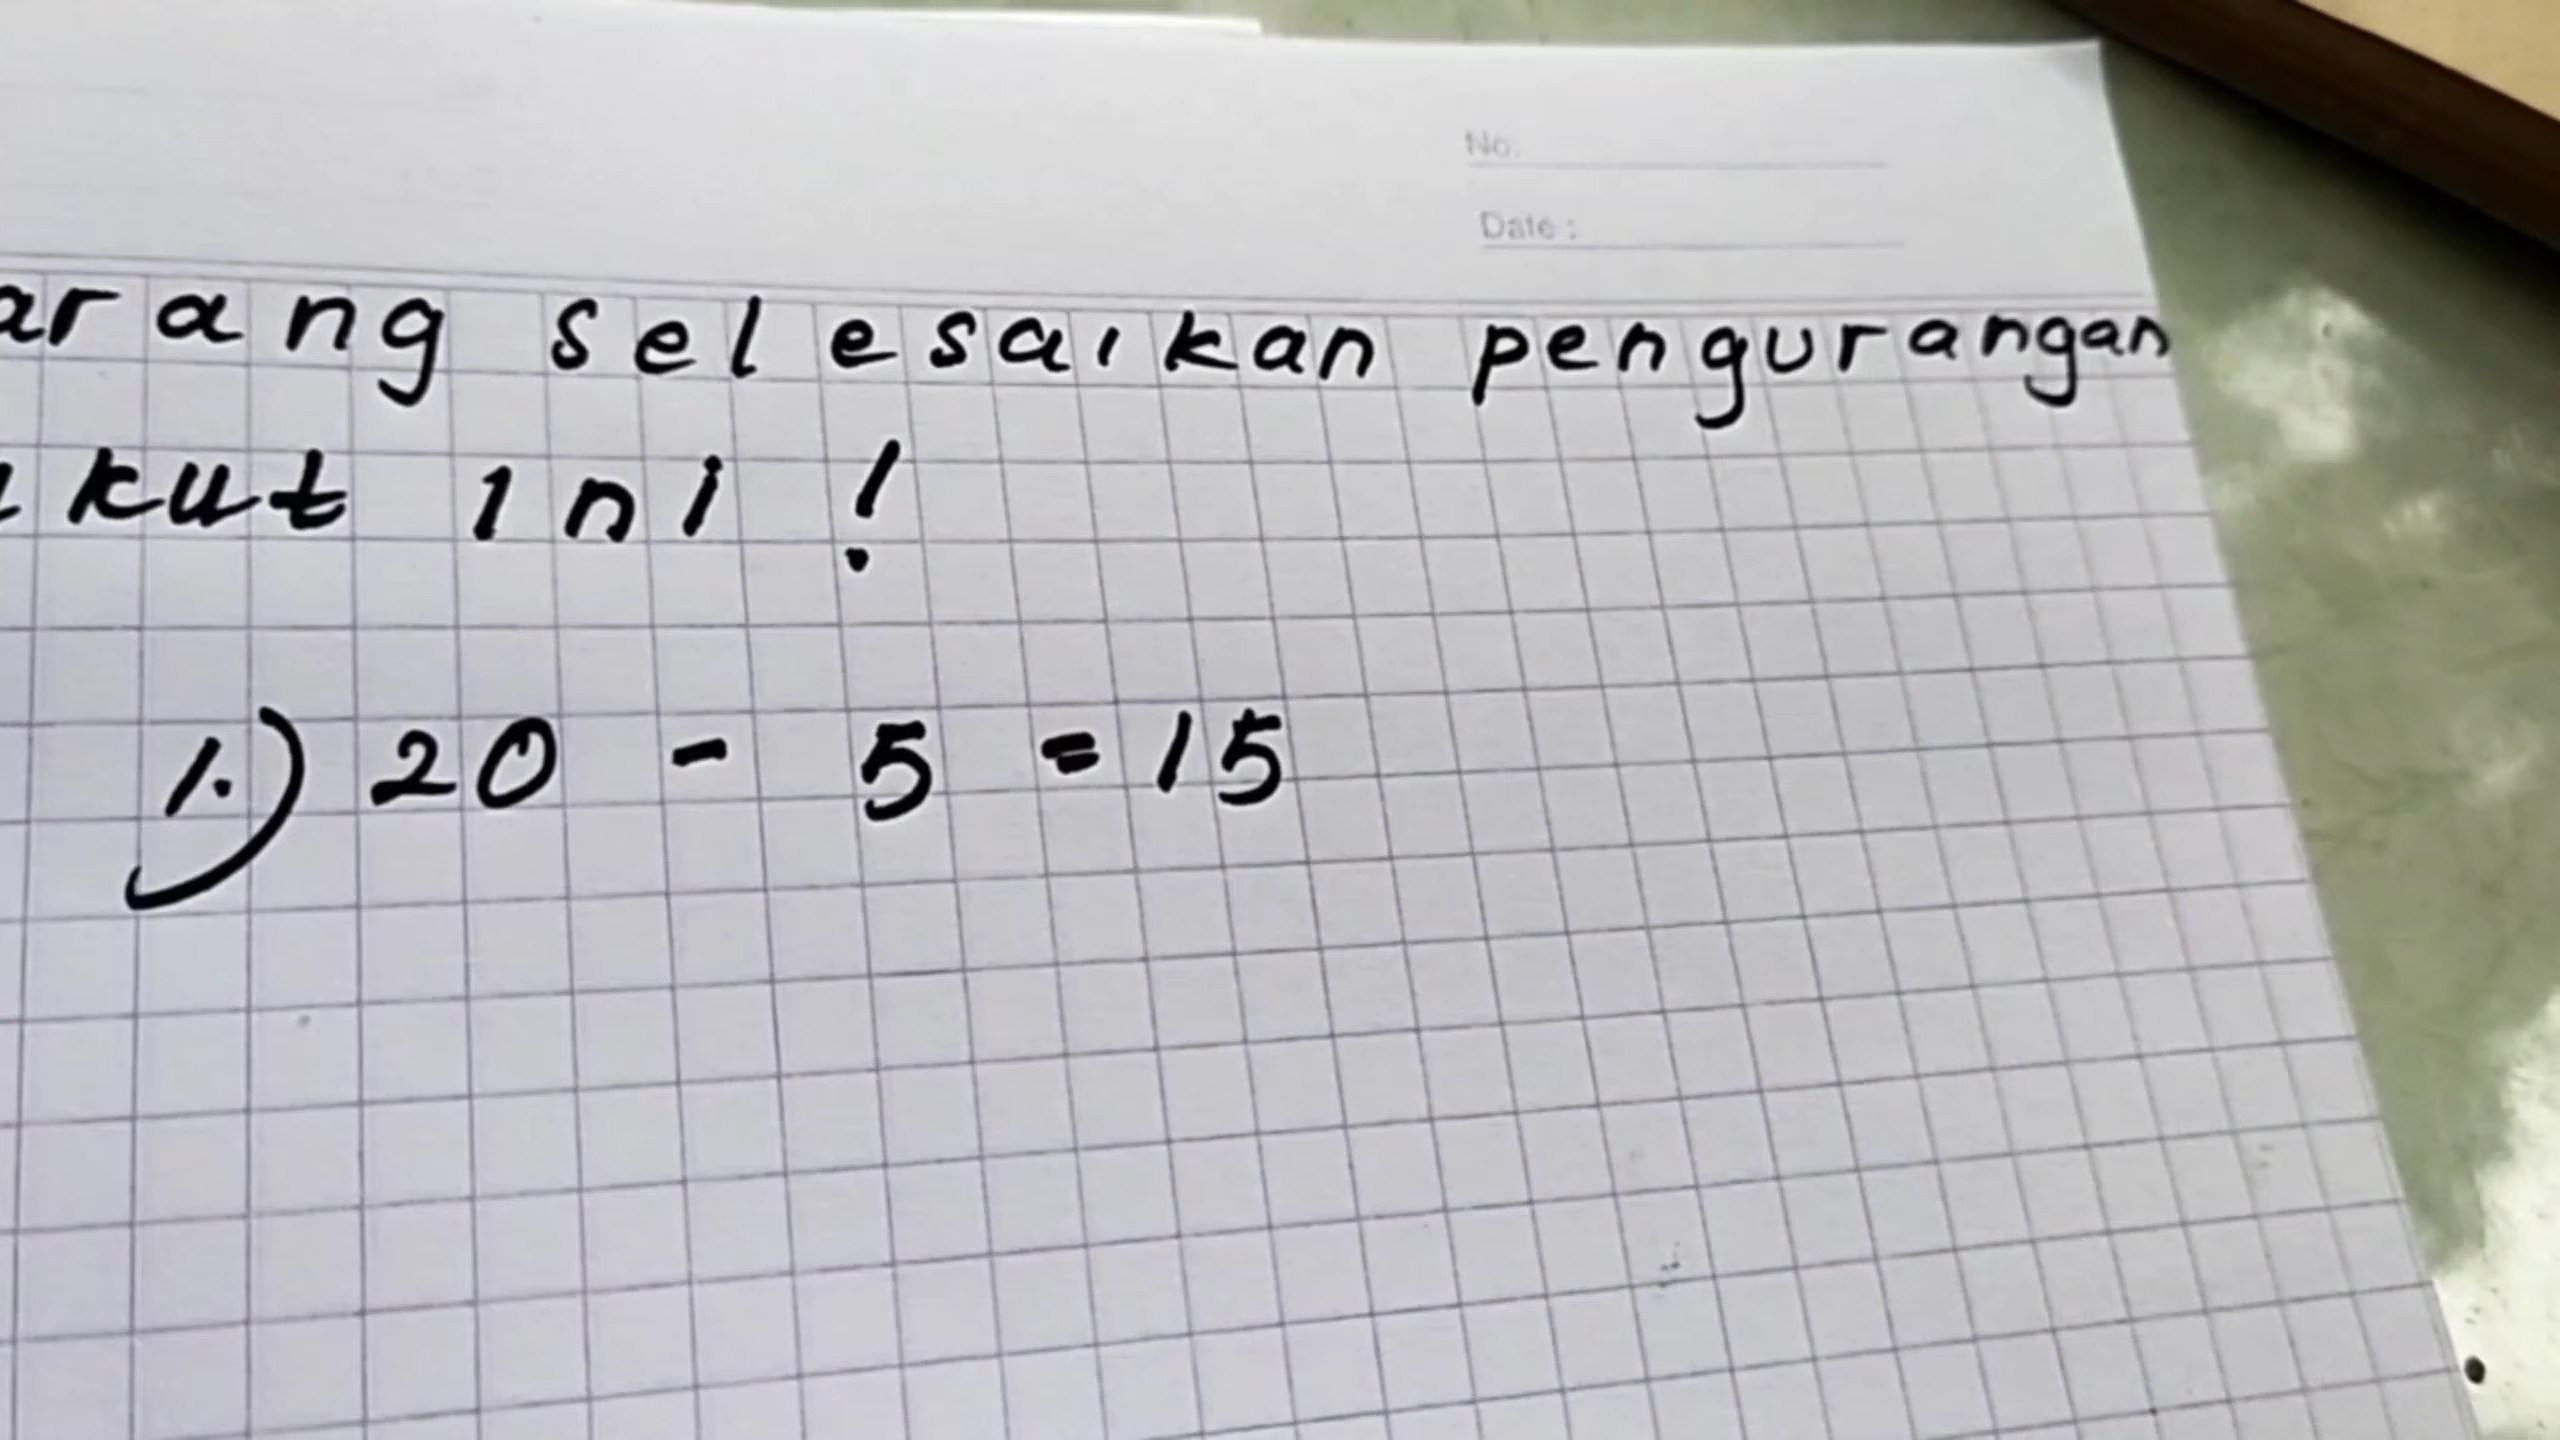 No.
Date :
arang selesaikan pengurangan
kut ini !
1.) 20 - 5 = 15